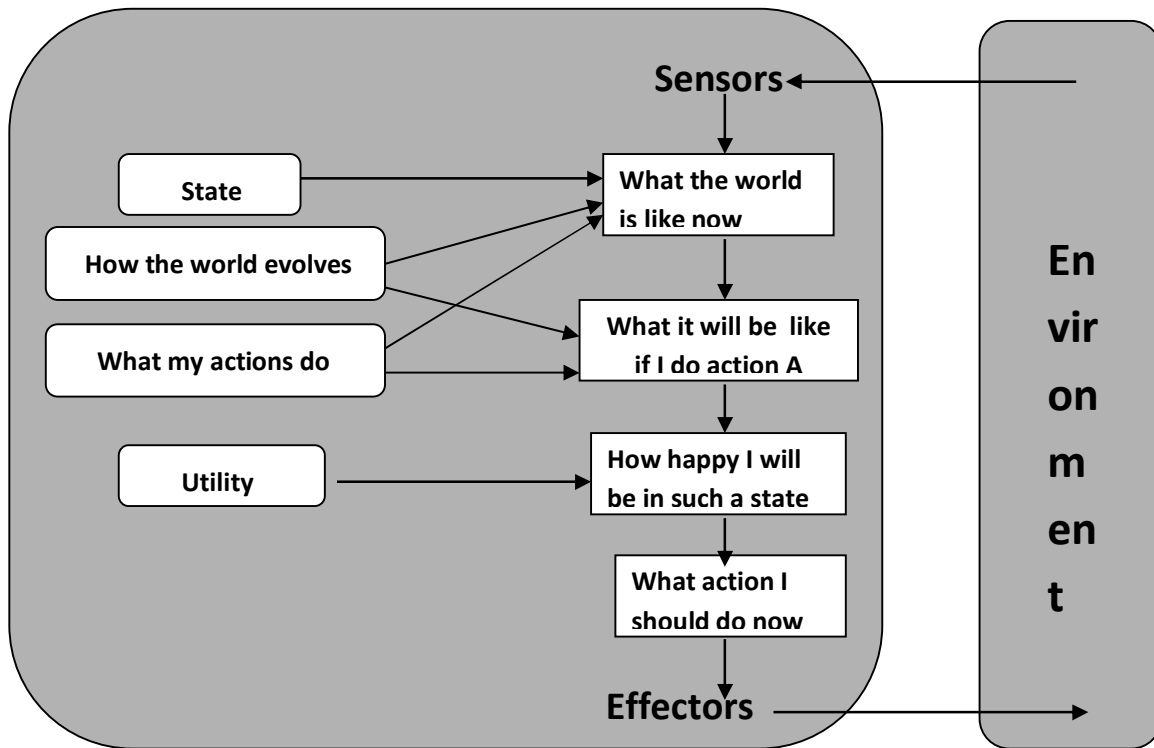 Sensors
State
What the world
is like now
How the world evolves
What it will be like
if I do action A
What my actions do
How happy I will
be in such a state
Utility
What action I
should do now
Effectors
En
vir
on
m
en
t